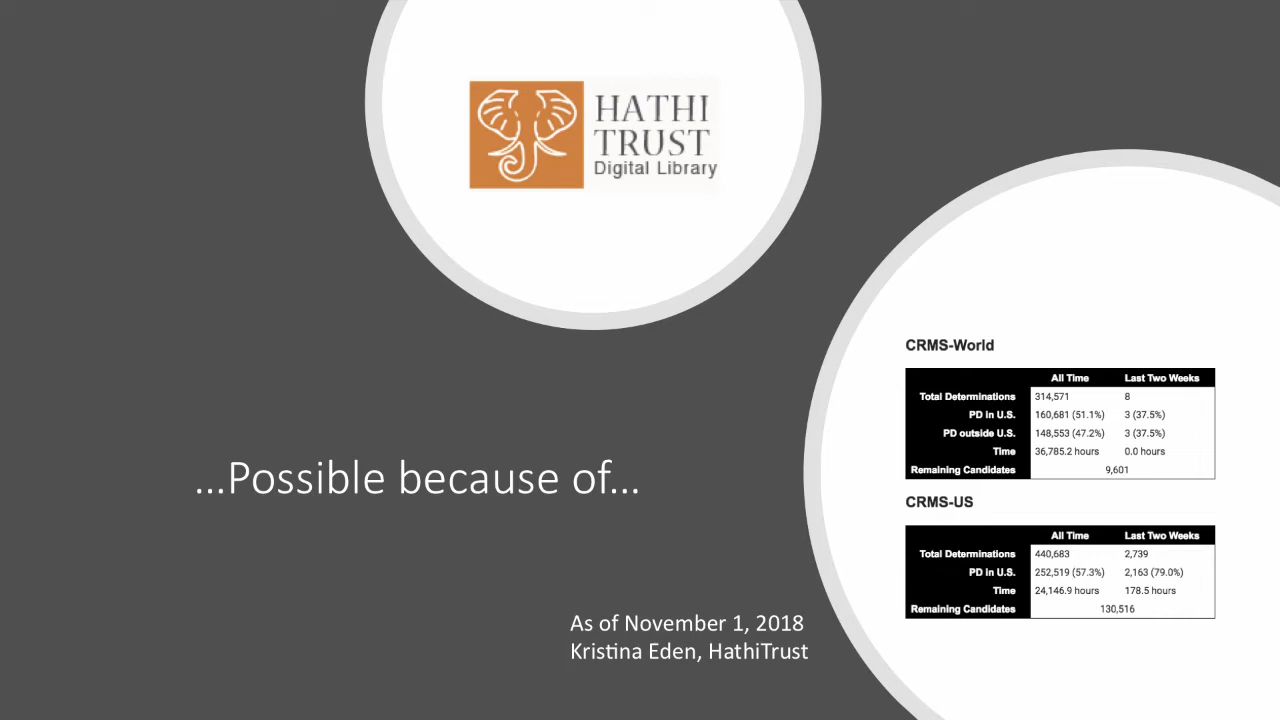 HATHI
TRUST
Digital Library
...Possible because of...
As of November 1, 2018
Kristina Eden, HathiTrust
CRMS-World
All Time Last Two Weeks
Total Determinations 314,571 8
PD in U.S. 160,681 (51.1%) 3 (37.5%)
PD outside U.S. 148,553 (47.2%) 3 (37.5%)
Time 36,785.2 hours 0.0 hours
Remaining Candidates 9,601
CRMS-US
All Time Last Two Weeks
Total Determinations 440,683 2,739
PD in U.S. 252,519 (57.3%) 2,163 (79.0%)
Time 24,146.9 hours 178.5 hours
Remaining Candidates 130,516